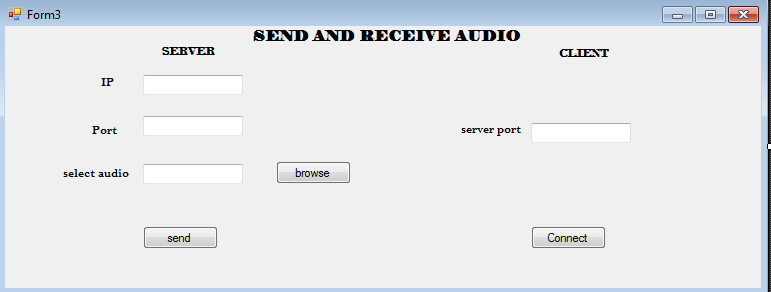 Form3
SEND AND RECEIVE AUDIO
SERVER
CLIENT
IP
Port
server port
select audio
browse
send
Connect